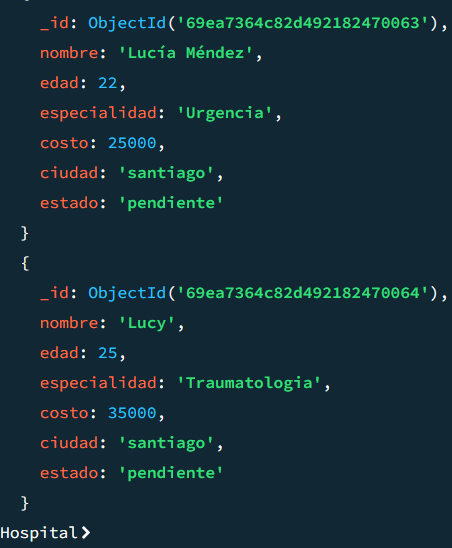 _id: ObjectId('69ea7364c82d492182470063'),
nombre: 'Lucía Méndez',
edad: 22,
especialidad: 'Urgencia',
costo: 25000,
ciudad: 'santiago',
estado: 'pendiente'
}
{
_id: ObjectId('69ea7364c82d492182470064'),
nombre: 'Lucy',
edad: 25,
especialidad: 'Traumatologia',
costo: 35000,
ciudad: 'santiago',
estado: 'pendiente'
}
Hospital>